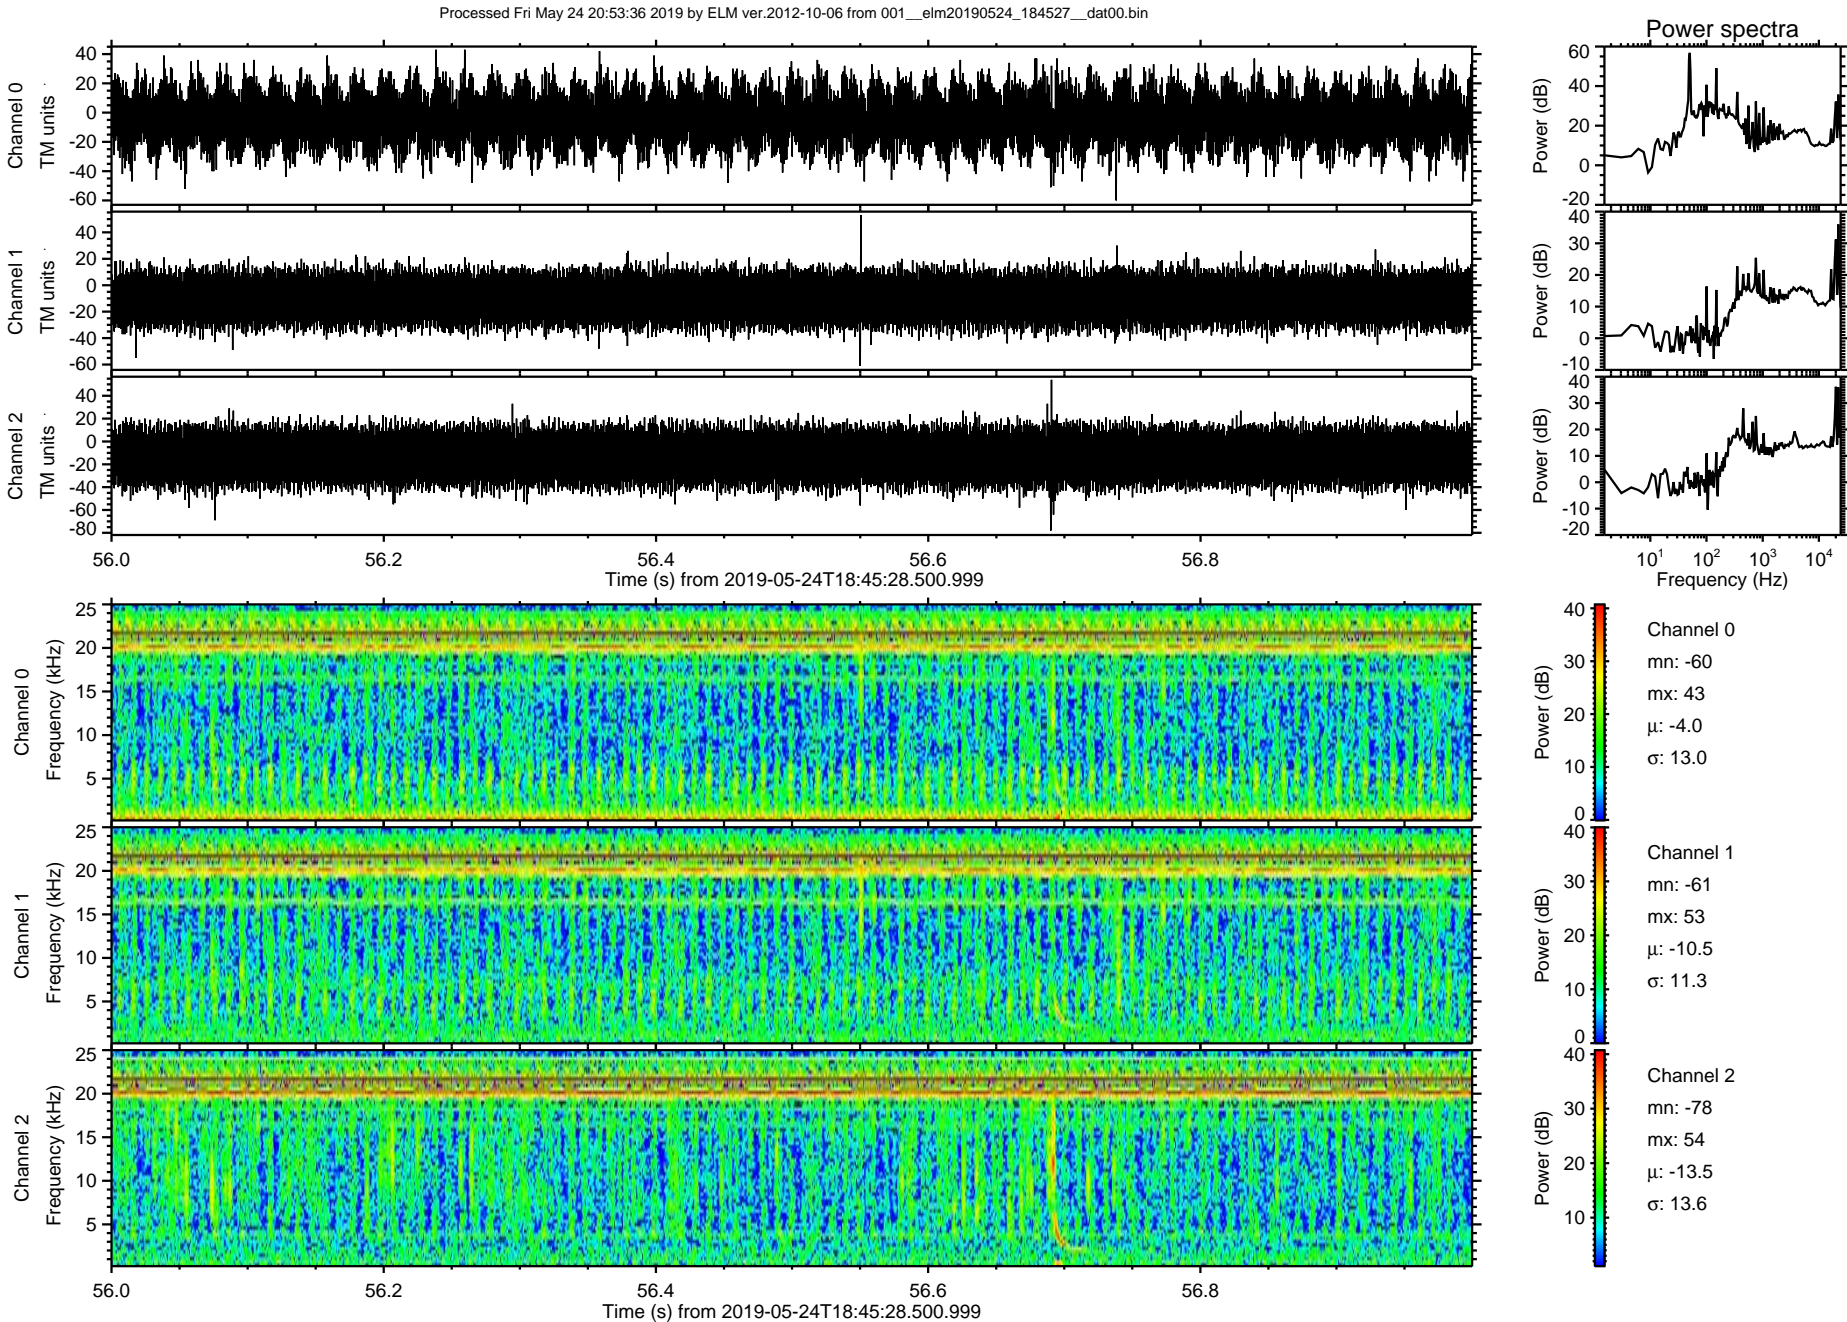 Processed Fri May 24 20:53:36 2019 by ELM ver.2012-10-06 from 001__elm20190524_184527__dat00.bin
Power spectra
Channel 0
TM units
40
20
0
-20
-40
-60
Power (dB)
60
40
20
0
-20
Channel 1
TM units
40
20
0
-20
-40
-60
Power (dB)
40
30
20
10
0
-10
Channel 2
TM units
40
20
0
-20
-40
-60
-80
Power (dB)
40
30
20
10
0
-10
-20
56.0 56.2 56.4 56.6 56.8
Time (s) from 2019-05-24T18:45:28.500.999
10^1 10^2 10^3 10^4
Frequency (Hz)
Channel 0
Frequency (kHz)
25
20
15
10
5
Power (dB)
40
30
20
10
0
Channel 0
mn: -60
mx: 43
μ: -4.0
σ: 13.0
Channel 1
Frequency (kHz)
25
20
15
10
5
Power (dB)
40
30
20
10
0
Channel 1
mn: -61
mx: 53
μ: -10.5
σ: 11.3
Channel 2
Frequency (kHz)
25
20
15
10
5
Power (dB)
40
30
20
10
Channel 2
mn: -78
mx: 54
μ: -13.5
σ: 13.6
56.0 56.2 56.4 56.6 56.8
Time (s) from 2019-05-24T18:45:28.500.999